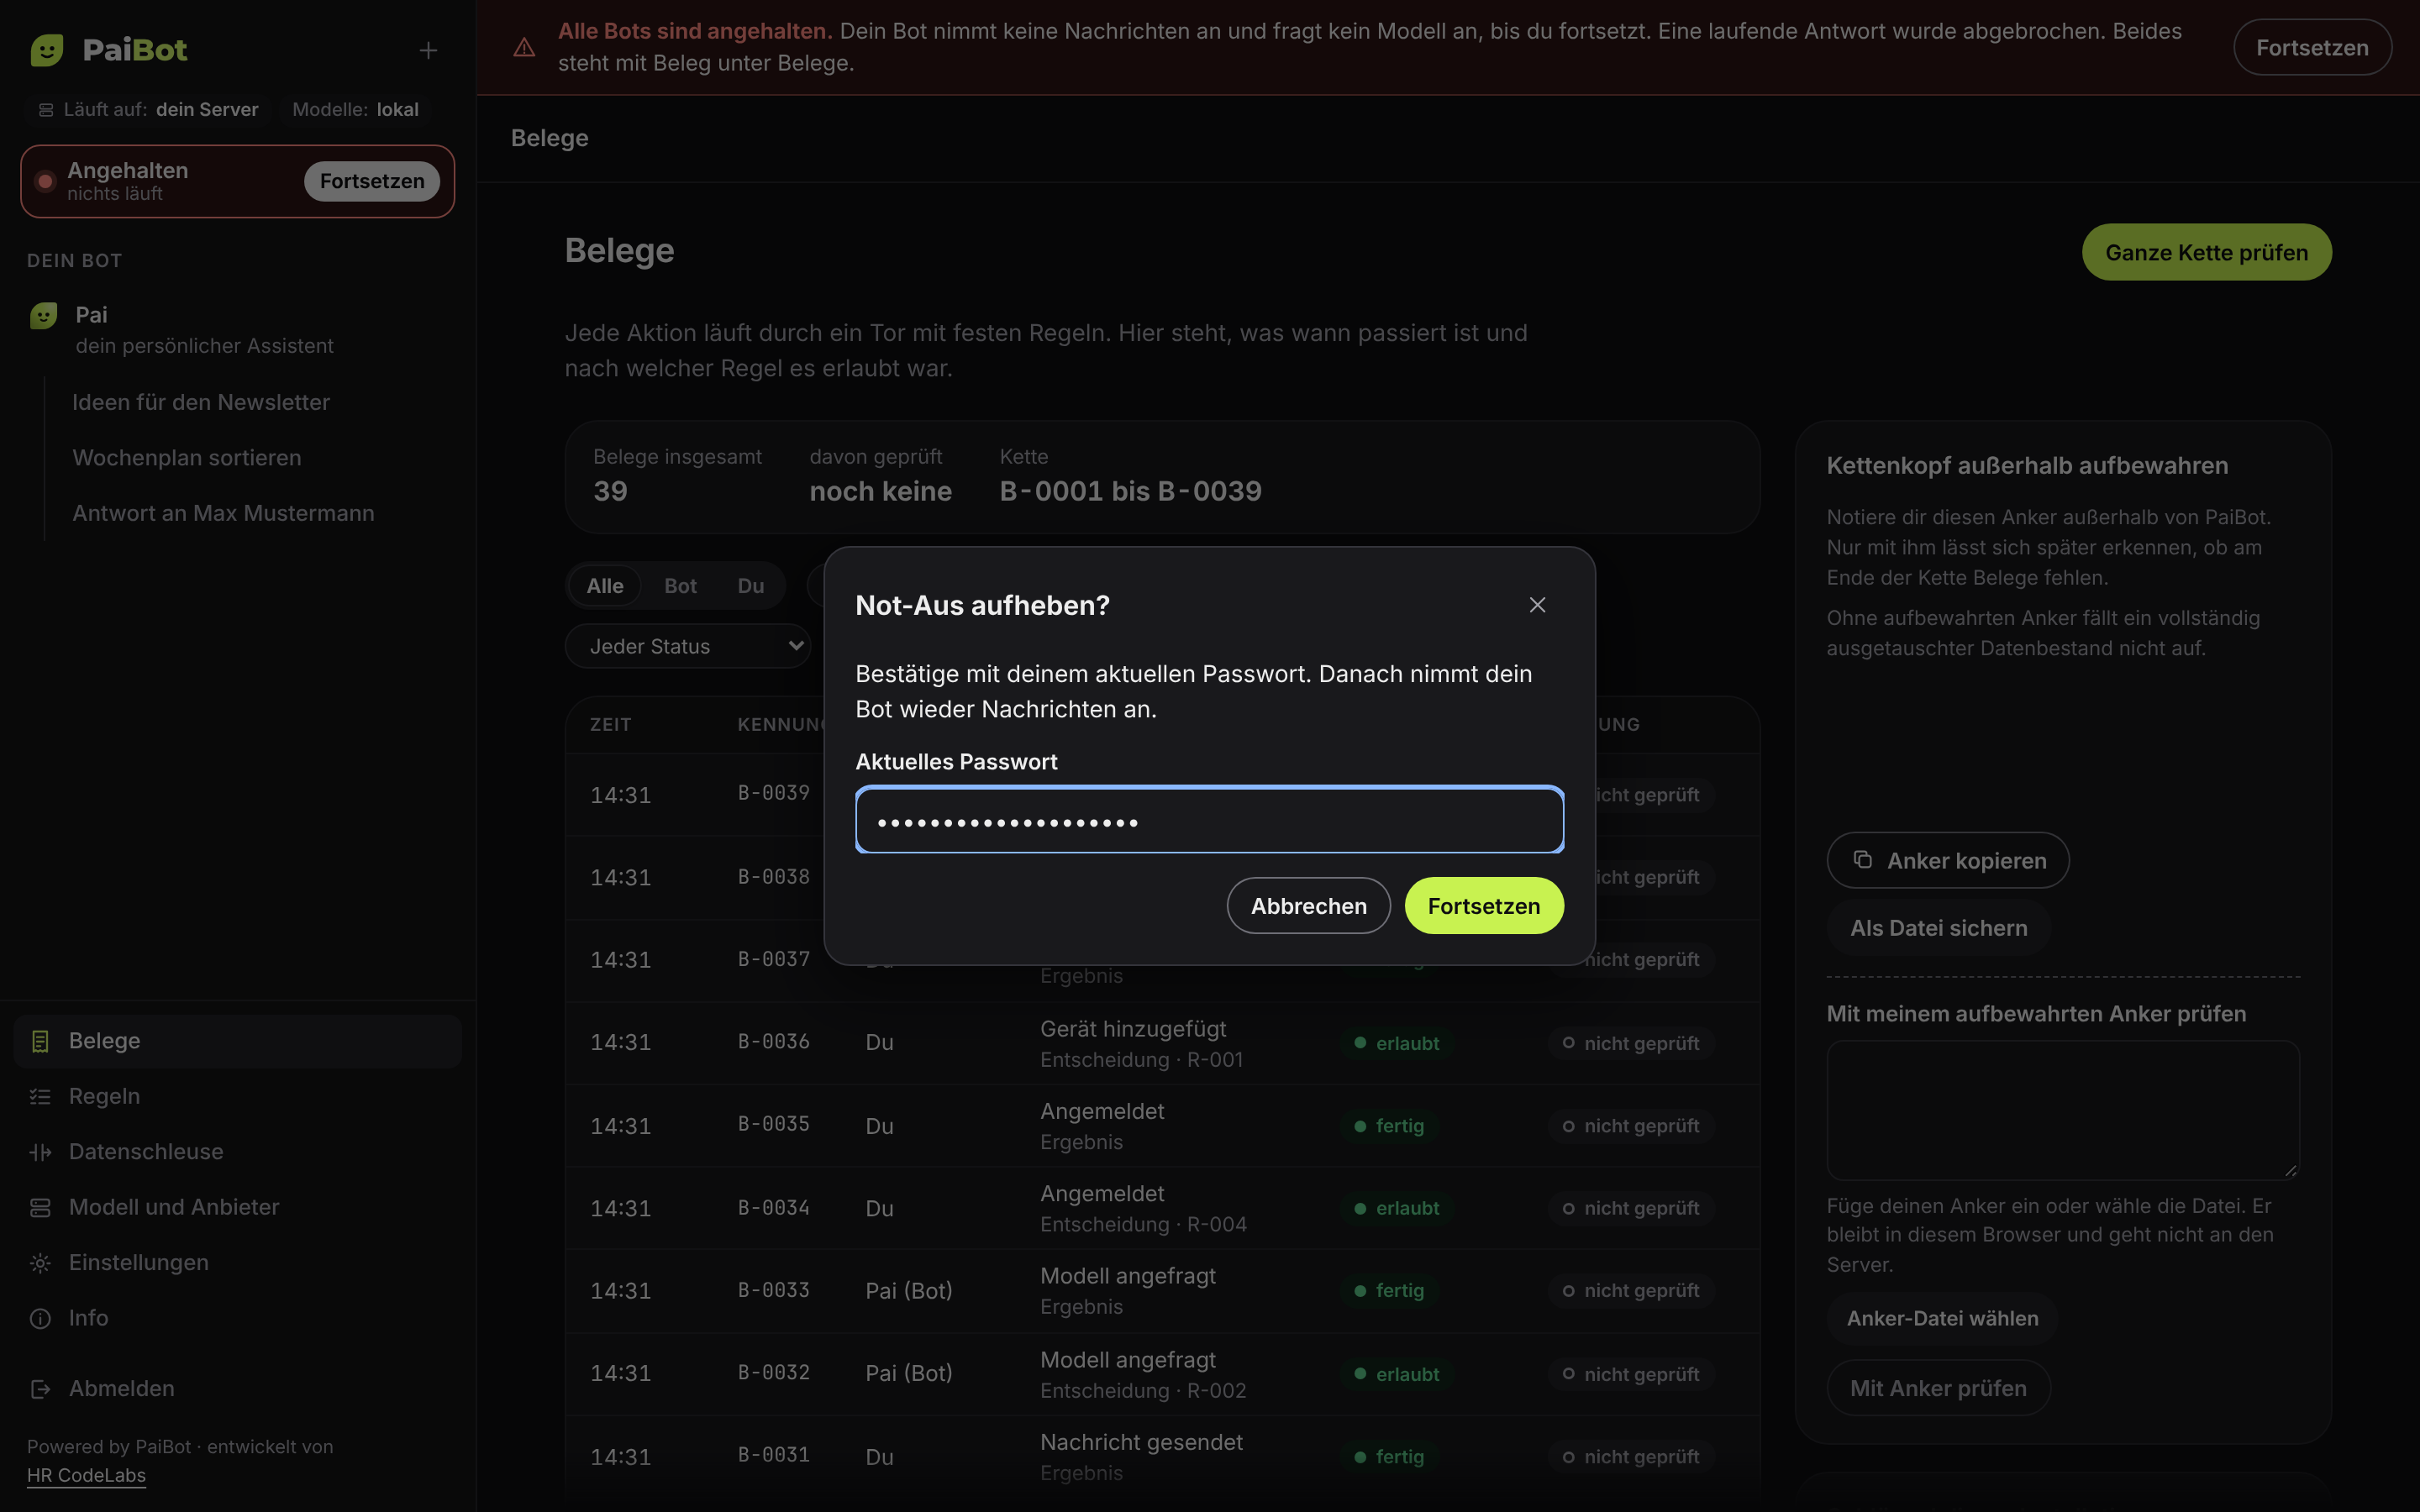 PaiBot
Läuft auf: dein Server
Modelle: lokal
Angehalten
nichts läuft
Fortsetzen
DEIN BOT
Pai
dein persönlicher Assistent
Ideen für den Newsletter
Wochenplan sortieren
Antwort an Max Mustermann
Belege
Regeln
Datenschleuse
Modell und Anbieter
Einstellungen
Info
Abmelden
Powered by PaiBot · entwickelt von
HR CodeLabs
Alle Bots sind angehalten. Dein Bot nimmt keine Nachrichten an und fragt kein Modell an, bis du fortsetzt. Eine laufende Antwort wurde abgebrochen. Beides
steht mit Beleg unter Belege.
Fortsetzen
Belege
Belege
Ganze Kette prüfen
Jede Aktion läuft durch ein Tor mit festen Regeln. Hier steht, was wann passiert ist und
nach welcher Regel es erlaubt war.
Belege insgesamt
39
davon geprüft
noch keine
Kette
B-0001 bis B-0039
Alle
Bot
Du
Jeder Status
Not-Aus aufheben?
Bestätige mit deinem aktuellen Passwort. Danach nimmt dein
Bot wieder Nachrichten an.
Aktuelles Passwort
Abbrechen
Fortsetzen
ZEIT
14:31 B-0039
14:31 B-0038
14:31 B-0037
Ergebnis
nicht geprüft
14:31 B-0036 Du Gerät hinzugefügt erlaubt nicht geprüft
Entscheidung · R-001
14:31 B-0035 Du Angemeldet fertig nicht geprüft
Ergebnis
14:31 B-0034 Du Angemeldet erlaubt nicht geprüft
Entscheidung · R-004
14:31 B-0033 Pai (Bot) Modell angefragt fertig nicht geprüft
Ergebnis
14:31 B-0032 Pai (Bot) Modell angefragt erlaubt nicht geprüft
Entscheidung · R-002
14:31 B-0031 Du Nachricht gesendet fertig nicht geprüft
Ergebnis
Kettenkopf außerhalb aufbewahren
Notiere dir diesen Anker außerhalb von PaiBot.
Nur mit ihm lässt sich später erkennen, ob am
Ende der Kette Belege fehlen.
Ohne aufbewahrten Anker fällt ein vollständig
ausgetauschter Datenbestand nicht auf.
Anker kopieren
Als Datei sichern
Mit meinem aufbewahrten Anker prüfen
Füge deinen Anker ein oder wähle die Datei. Er
bleibt in diesem Browser und geht nicht an den
Server.
Anker-Datei wählen
Mit Anker prüfen